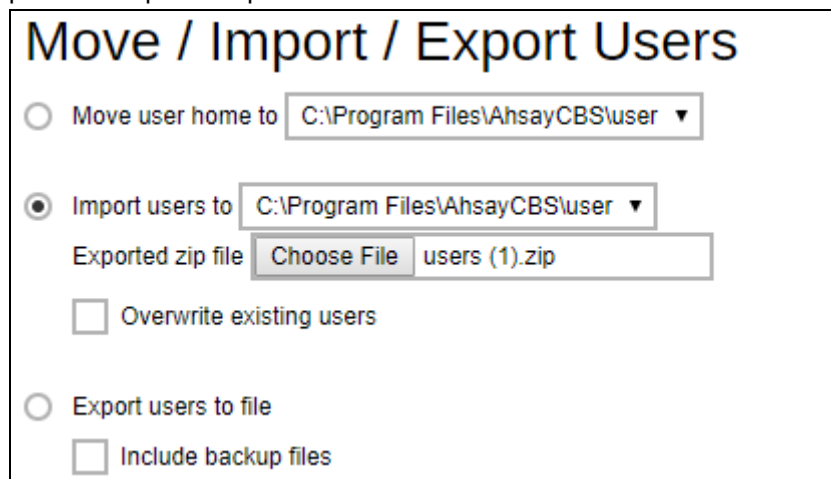 Move / Import / Export Users
Move user home to C:\Program Files\AhsayCBS\user
Import users to C:\Program Files\AhsayCBS\user
Exported zip file Choose File users (1).zip
Overwrite existing users
Export users to file
Include backup files